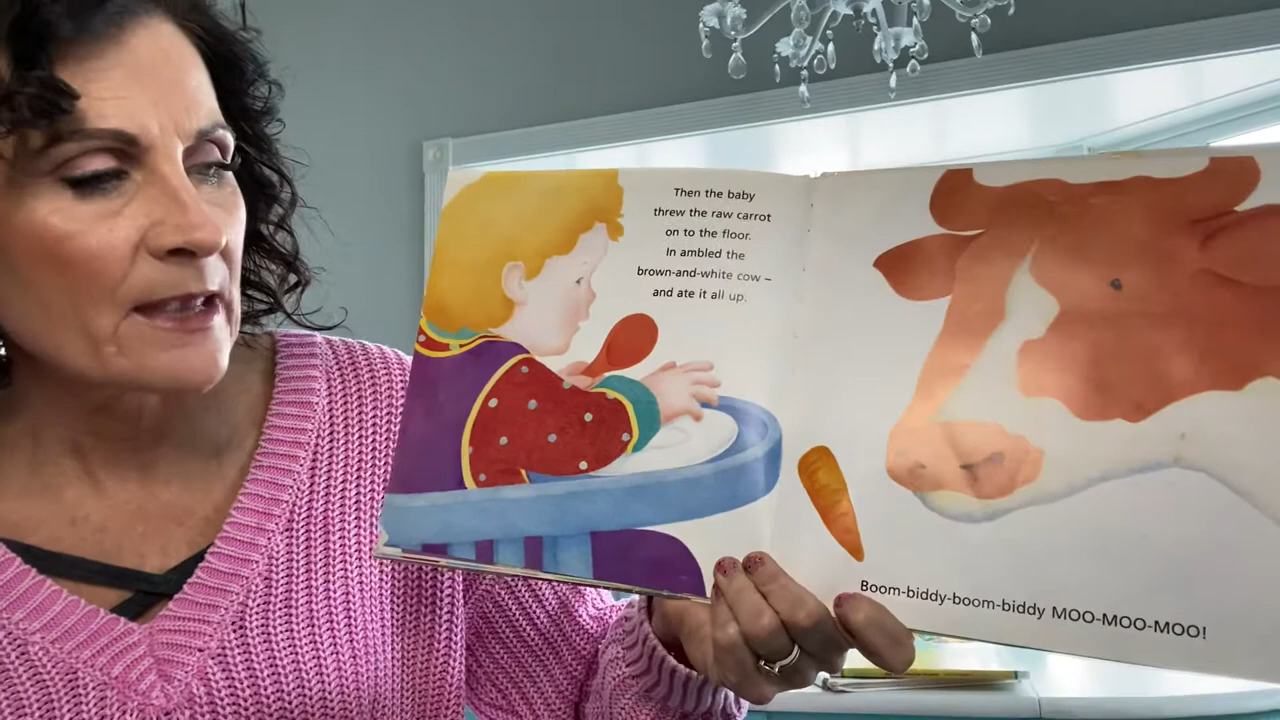 Then the baby
threw the raw carrot
on to the floor.
In ambled the
brown-and-white cow –
and ate it all up.
Boom-biddy-boom-biddy MOO-MOO-MOO!